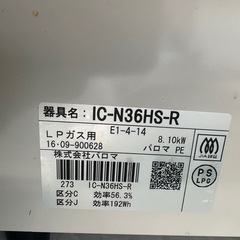 器具名: IC-N36HS-R
E1-4-14
LPガス用 8.10kW
16·09-900628 パロマ PE
株式会社パロマ
273 IC-N36HS-R
区分C 効率56.3%
区分J 効率192Wh
PS
LPG